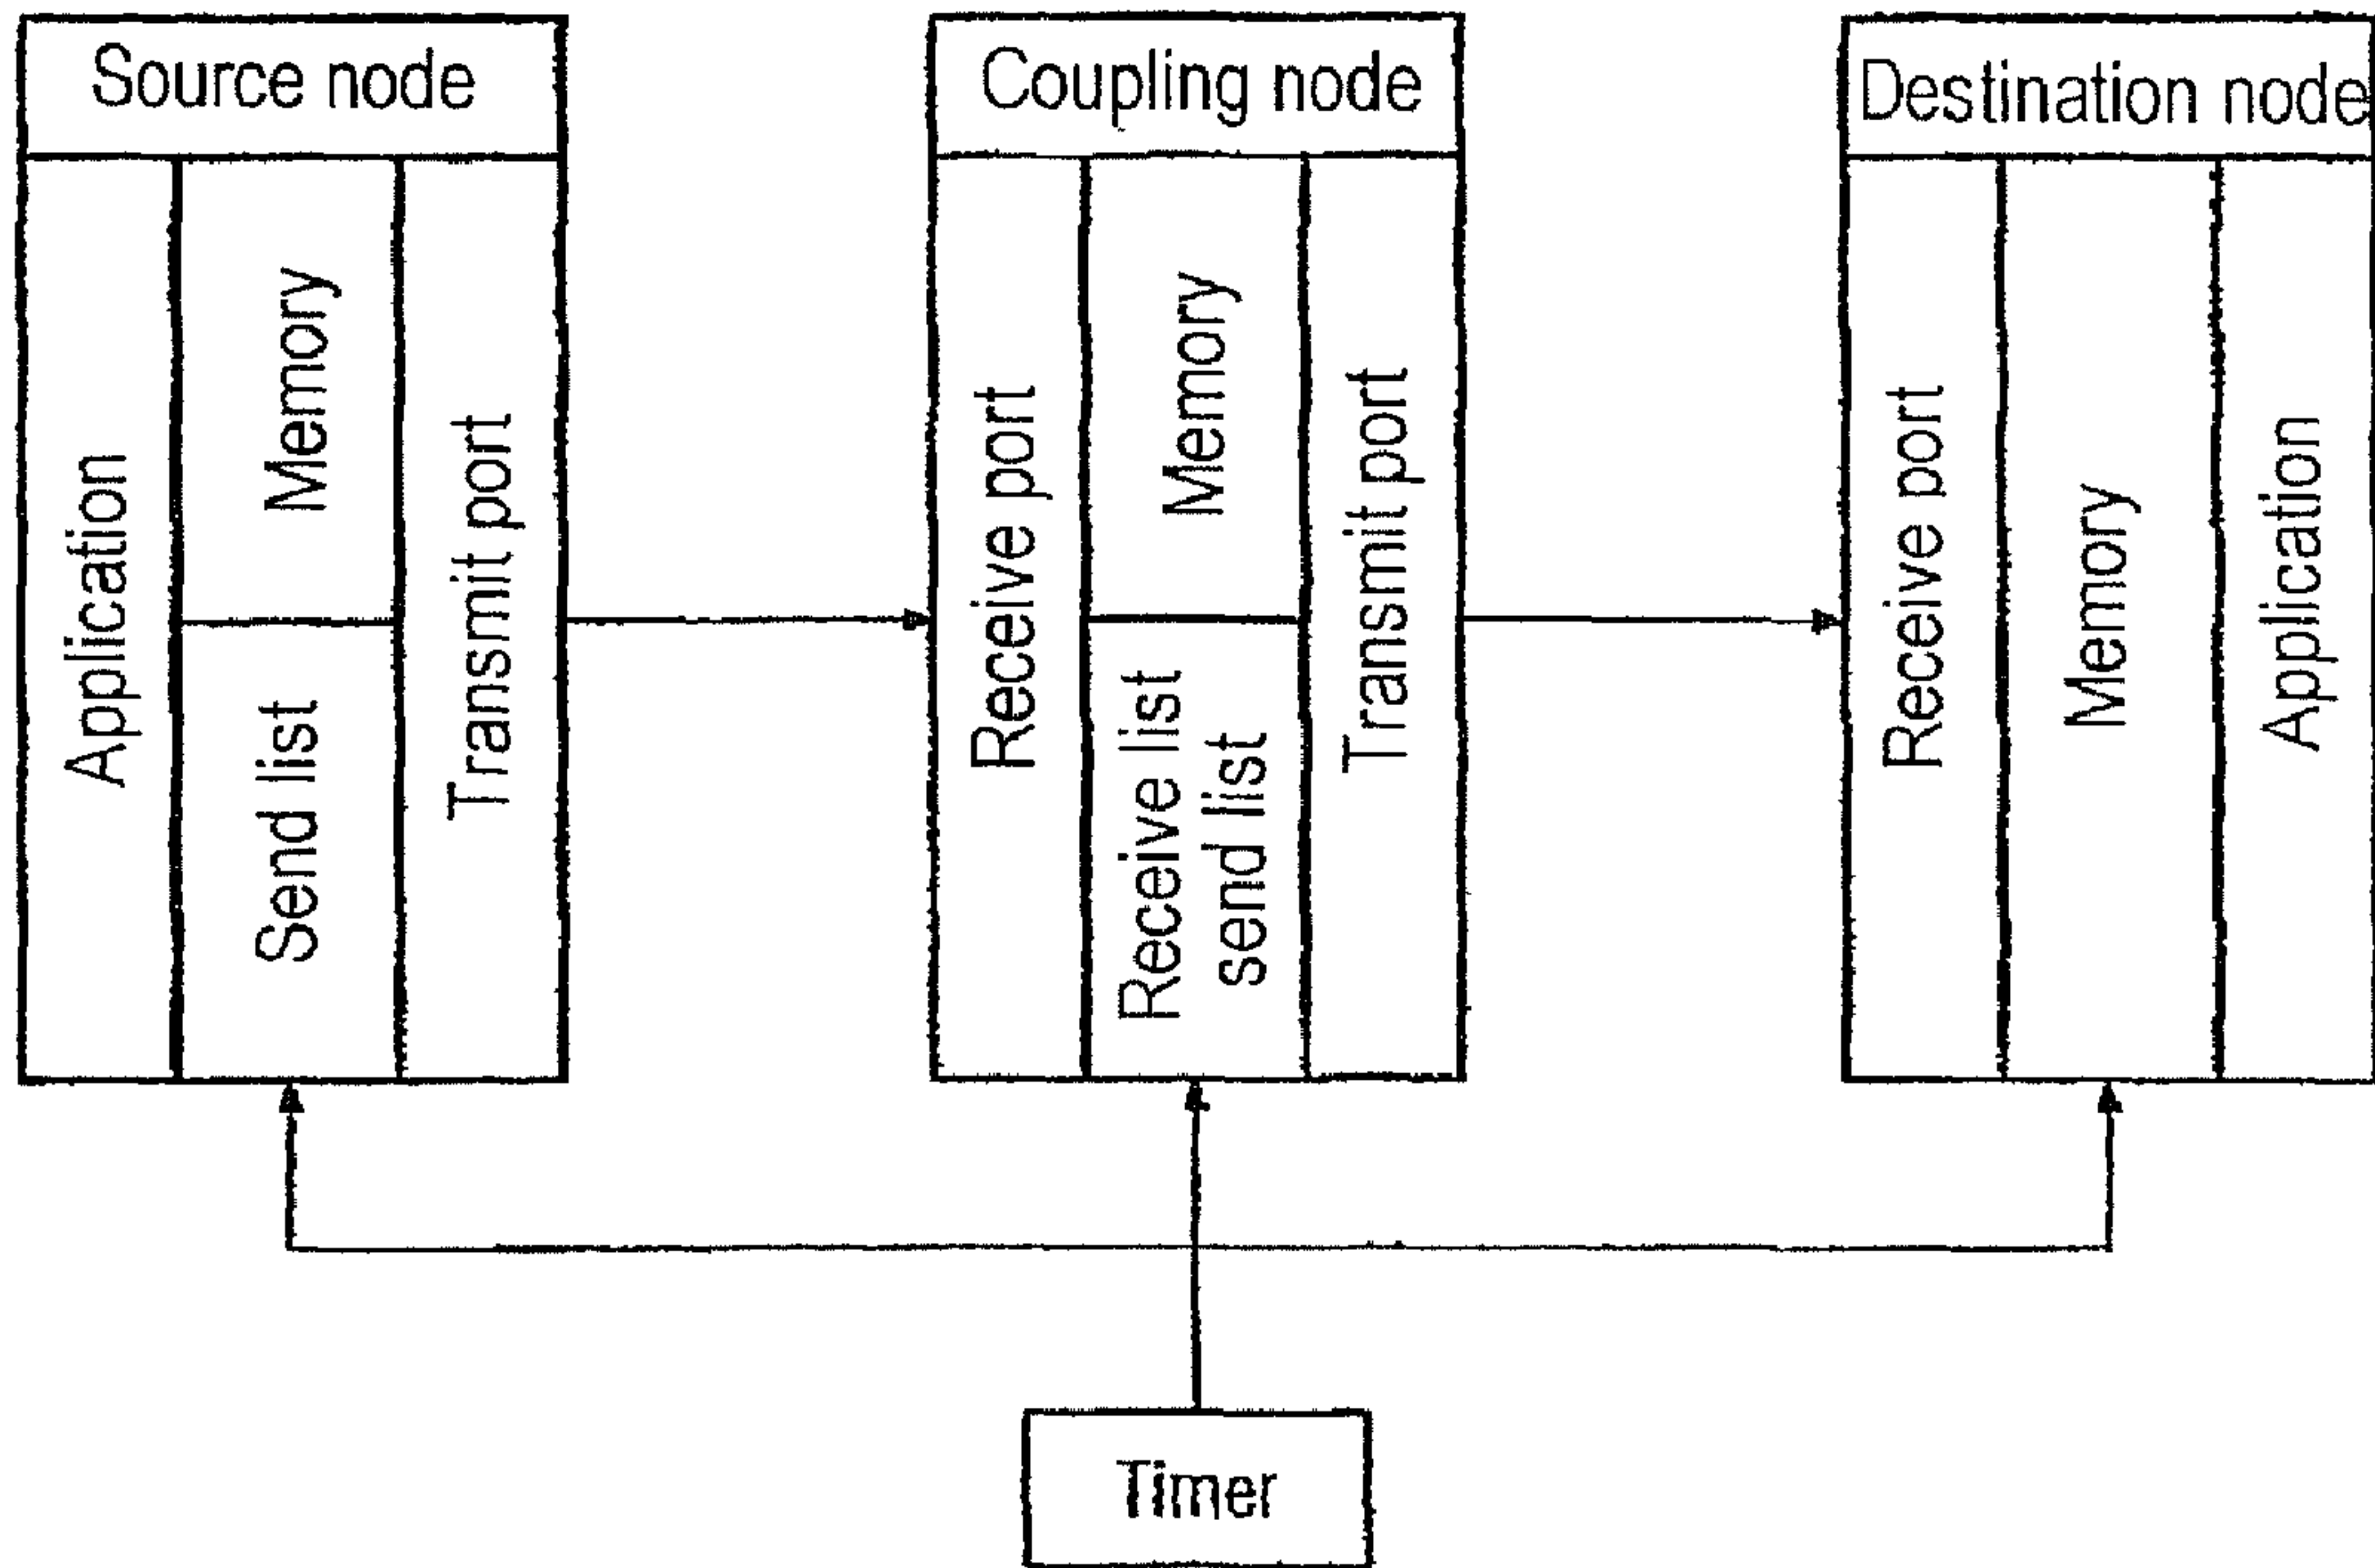 Source node
Application
Memory
Send list
Transmit port
Coupling node
Receive port
Memory
Receive list
send list
Transmit port
Destination node
Receive port
Memory
Application
Timer